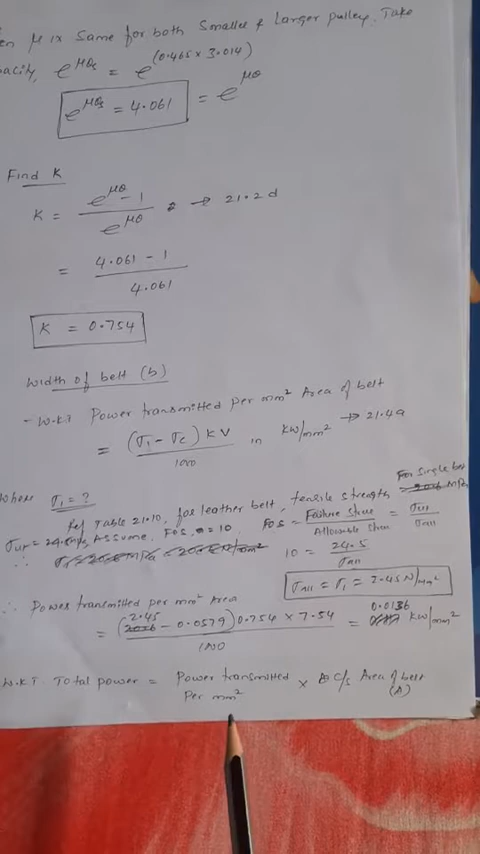 en μ is same for both Smaller & Larger pulley. Take
pacity, e^μθs = e^(0.465 x 3.014)
e^μθs = 4.061 = e^μθ
Find K
K = (e^μθ - 1) / e^μθ → 21.2 d
= (4.061 - 1) / 4.061
K = 0.754
Width of belt (b)
- W.K.T Power transmitted per mm² Area of belt
= (σ₁ - σc) KV / 1000 in kW/mm² → 21.4a
For Single belt
Where σ₁ = ?
Ref Table 21.10, for leather belt, tensile strength
σut = 24.5 MPa, Assume, FOS, n = 10. FOS = Failure Stress / Allowable Stress = σut / σall
10 = 24.5 / σall
σall = σ₁ = 2.45 N/mm²
∴ Power transmitted per mm² Area
= (2.45 - 0.0579) 0.754 x 7.54 / 1000 = 0.0136 kW/mm²
W.K.T. Total power = Power transmitted Per mm² x C/s Area of belt (A)